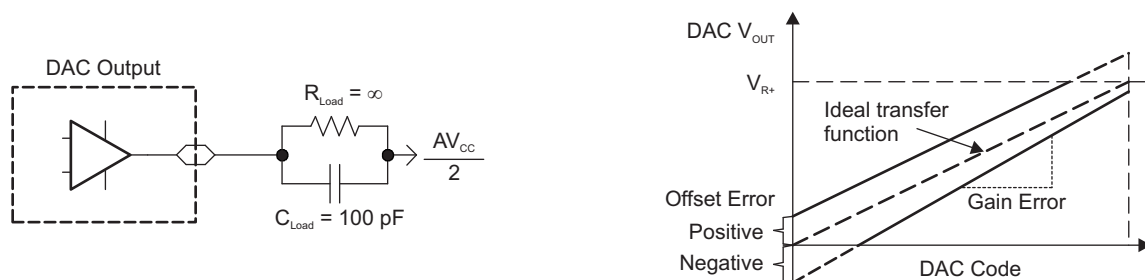 DAC Output
R_Load = ∞
C_Load = 100 pF
AV_CC
2
DAC V_OUT
V_R+
Ideal transfer
function
Offset Error
Positive
Negative
Gain Error
DAC Code